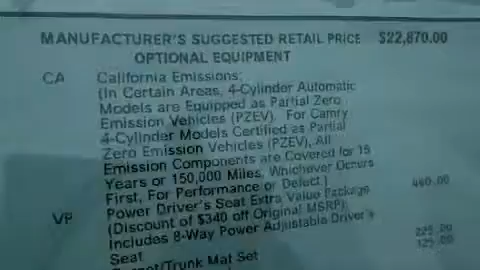 MANUFACTURER'S SUGGESTED RETAIL PRICE $22,870.00
OPTIONAL EQUIPMENT
CA California Emissions:
(In Certain Areas, 4-Cylinder Automatic
Models are Equipped as Partial Zero
Emission Vehicles (PZEV). For Camry
4-Cylinder Models Certified as Partial
Zero Emission Vehicles (PZEV), All
Emission Components are Covered for 15
Years or 150,000 Miles, Whichever Occurs
First, For Performance or Defect.)
VP Power Driver's Seat Extra Value Package
(Discount of $340 off Original MSRP):
Includes 8-Way Power Adjustable Driver's
Seat
/Trunk Mat Set